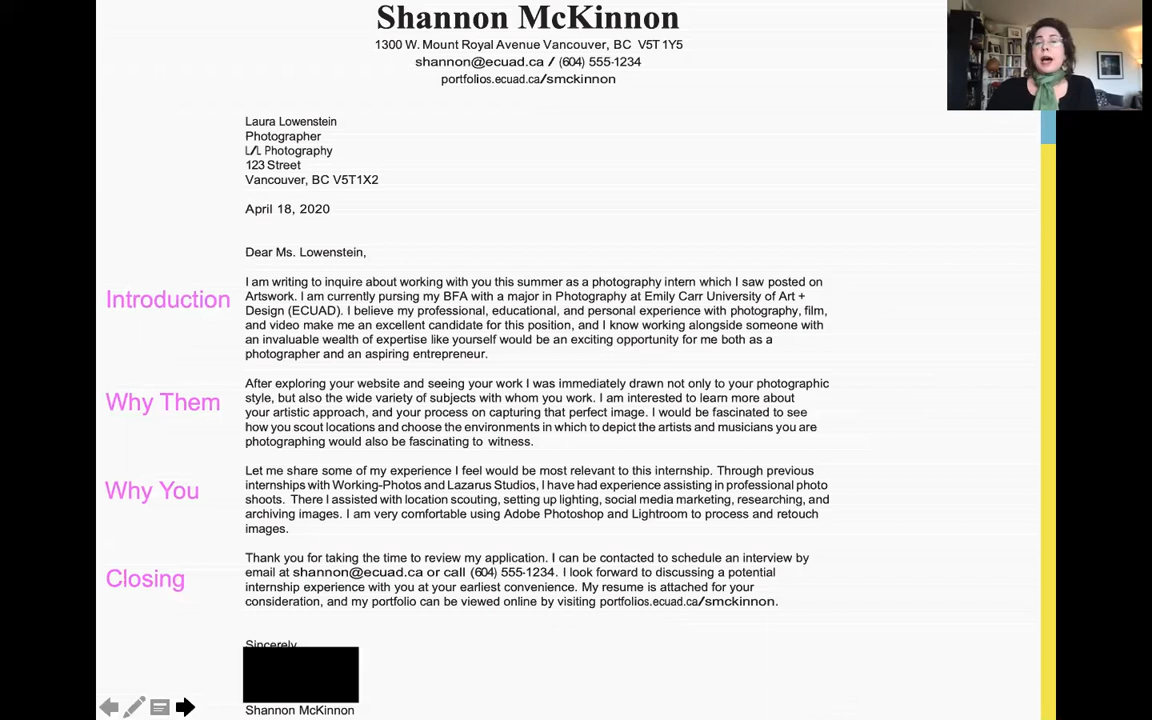 Shannon McKinnon
1300 W. Mount Royal Avenue Vancouver, BC V5T 1Y5
shannon@ecuad.ca / (604) 555-1234
portfolios.ecuad.ca/smckinnon
Laura Lowenstein
Photographer
L/L Photography
123 Street
Vancouver, BC V5T1X2
April 18, 2020
Dear Ms. Lowenstein,
Introduction
I am writing to inquire about working with you this summer as a photography intern which I saw posted on
Artswork. I am currently pursing my BFA with a major in Photography at Emily Carr University of Art +
Design (ECUAD). I believe my professional, educational, and personal experience with photography, film,
and video make me an excellent candidate for this position, and I know working alongside someone with
an invaluable wealth of expertise like yourself would be an exciting opportunity for me both as a
photographer and an aspiring entrepreneur.
Why Them
After exploring your website and seeing your work I was immediately drawn not only to your photographic
style, but also the wide variety of subjects with whom you work. I am interested to learn more about
your artistic approach, and your process on capturing that perfect image. I would be fascinated to see
how you scout locations and choose the environments in which to depict the artists and musicians you are
photographing would also be fascinating to witness.
Why You
Let me share some of my experience I feel would be most relevant to this internship. Through previous
internships with Working-Photos and Lazarus Studios, I have had experience assisting in professional photo
shoots. There I assisted with location scouting, setting up lighting, social media marketing, researching, and
archiving images. I am very comfortable using Adobe Photoshop and Lightroom to process and retouch
images.
Closing
Thank you for taking the time to review my application. I can be contacted to schedule an interview by
email at shannon@ecuad.ca or call (604) 555-1234. I look forward to discussing a potential
internship experience with you at your earliest convenience. My resume is attached for your
consideration, and my portfolio can be viewed online by visiting portfolios.ecuad.ca/smckinnon.
Sincerely
Shannon McKinnon